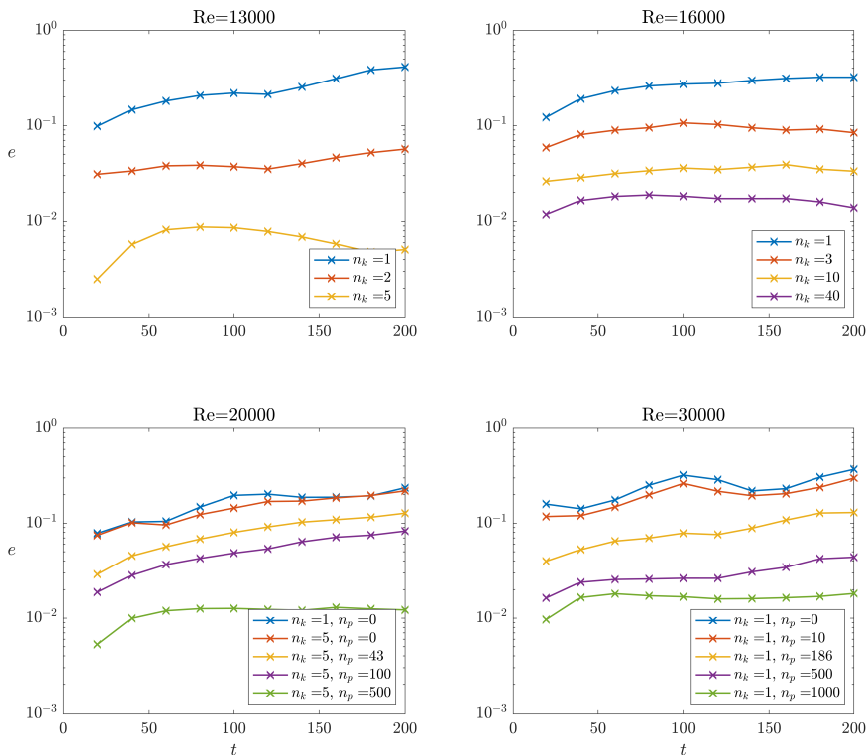 Re=13000
10^0
10^-1
e
10^-2
10^-3
0 50 100 150 200
n_k =1
n_k =2
n_k =5
Re=16000
10^0
10^-1
10^-2
10^-3
0 50 100 150 200
n_k =1
n_k =3
n_k =10
n_k =40
Re=20000
10^0
10^-1
e
10^-2
10^-3
0 50 100 150 200
t
n_k =1, n_p =0
n_k =5, n_p =0
n_k =5, n_p =43
n_k =5, n_p =100
n_k =5, n_p =500
Re=30000
10^0
10^-1
10^-2
10^-3
0 50 100 150 200
t
n_k =1, n_p =0
n_k =1, n_p =10
n_k =1, n_p =186
n_k =1, n_p =500
n_k =1, n_p =1000